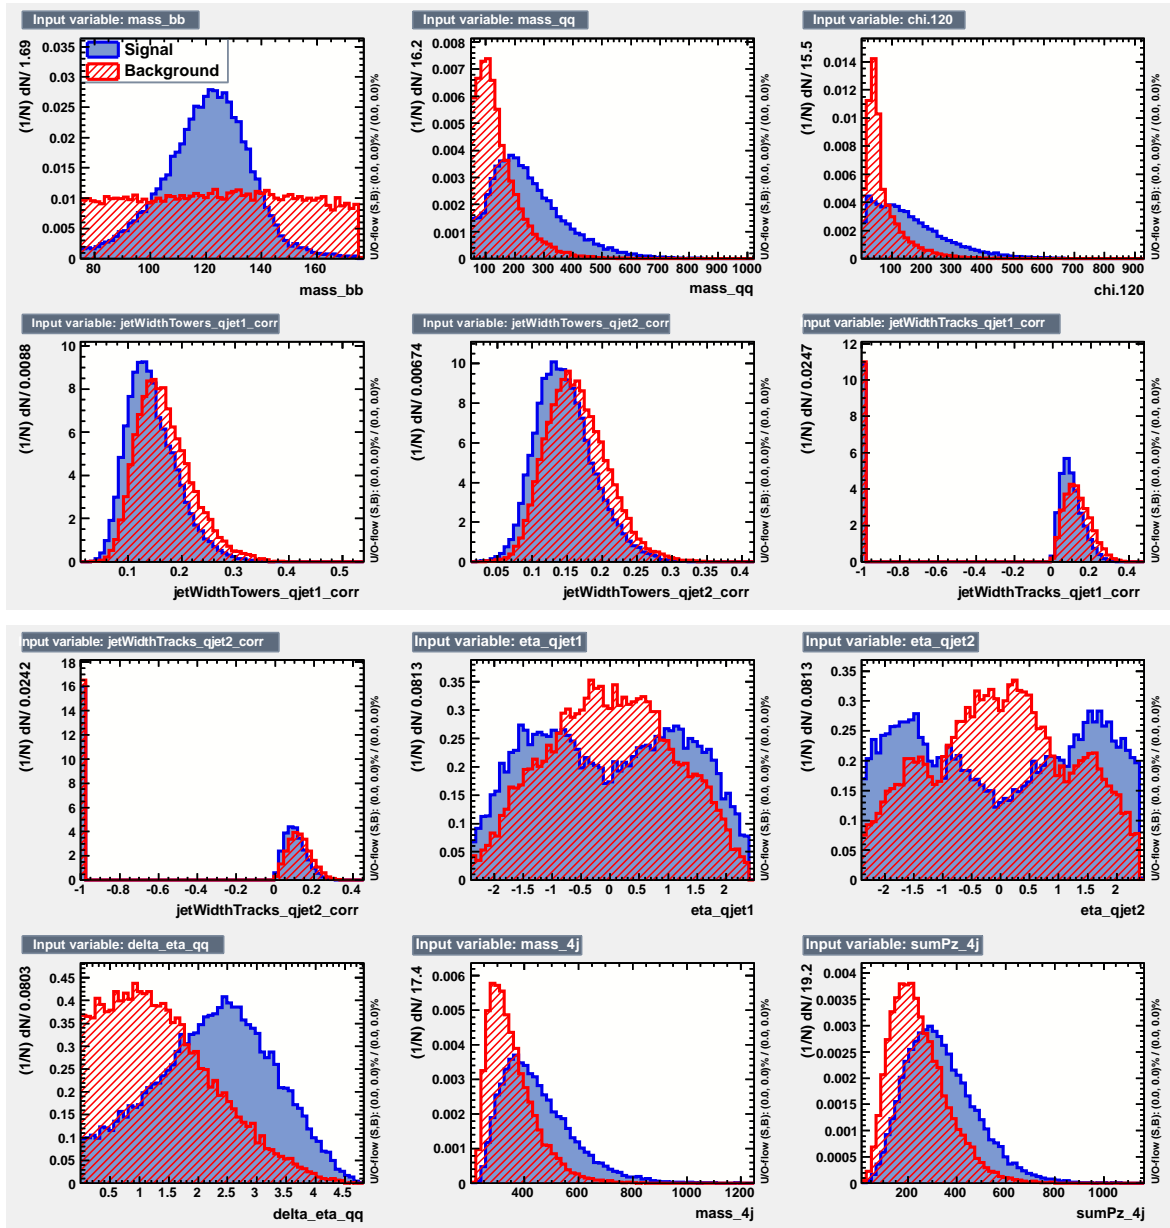 Input variable: mass_bb
(1/N) dN/ 1.69
0.035
0.03
0.025
0.02
0.015
0.01
0.005
0
Signal
Background
80 100 120 140 160
mass_bb
U/O-flow (S,B): (0.0, 0.0)% / (0.0, 0.0)%
Input variable: mass_qq
(1/N) dN/ 16.2
0.008
0.007
0.006
0.005
0.004
0.003
0.002
0.001
0
100 200 300 400 500 600 700 800 900 1000
mass_qq
U/O-flow (S,B): (0.0, 0.0)% / (0.0, 0.0)%
Input variable: chi.120
(1/N) dN/ 15.5
0.014
0.012
0.01
0.008
0.006
0.004
0.002
0
100 200 300 400 500 600 700 800 900
chi.120
U/O-flow (S,B): (0.0, 0.0)% / (0.0, 0.0)%
Input variable: jetWidthTowers_qjet1_corr
(1/N) dN/ 0.0088
10
8
6
4
2
0
0.1 0.2 0.3 0.4 0.5
jetWidthTowers_qjet1_corr
U/O-flow (S,B): (0.0, 0.0)% / (0.0, 0.0)%
Input variable: jetWidthTowers_qjet2_corr
(1/N) dN/ 0.00674
10
8
6
4
2
0
0.05 0.1 0.15 0.2 0.25 0.3 0.35 0.4
jetWidthTowers_qjet2_corr
U/O-flow (S,B): (0.0, 0.0)% / (0.0, 0.0)%
nput variable: jetWidthTracks_qjet1_corr
(1/N) dN/ 0.0247
12
10
8
6
4
2
0
-1 -0.8 -0.6 -0.4 -0.2 0 0.2 0.4
jetWidthTracks_qjet1_corr
U/O-flow (S,B): (0.0, 0.0)% / (0.0, 0.0)%
nput variable: jetWidthTracks_qjet2_corr
(1/N) dN/ 0.0242
18
16
14
12
10
8
6
4
2
0
-1 -0.8 -0.6 -0.4 -0.2 0 0.2 0.4
jetWidthTracks_qjet2_corr
U/O-flow (S,B): (0.0, 0.0)% / (0.0, 0.0)%
Input variable: eta_qjet1
(1/N) dN/ 0.0813
0.35
0.3
0.25
0.2
0.15
0.1
0.05
0
-2 -1.5 -1 -0.5 0 0.5 1 1.5 2
eta_qjet1
U/O-flow (S,B): (0.0, 0.0)% / (0.0, 0.0)%
Input variable: eta_qjet2
(1/N) dN/ 0.0813
0.35
0.3
0.25
0.2
0.15
0.1
0.05
0
-2 -1.5 -1 -0.5 0 0.5 1 1.5 2
eta_qjet2
U/O-flow (S,B): (0.0, 0.0)% / (0.0, 0.0)%
Input variable: delta_eta_qq
(1/N) dN/ 0.0803
0.45
0.4
0.35
0.3
0.25
0.2
0.15
0.1
0.05
0
0.5 1 1.5 2 2.5 3 3.5 4 4.5
delta_eta_qq
U/O-flow (S,B): (0.0, 0.0)% / (0.0, 0.0)%
Input variable: mass_4j
(1/N) dN/ 17.4
0.006
0.005
0.004
0.003
0.002
0.001
0
400 600 800 1000 1200
mass_4j
U/O-flow (S,B): (0.0, 0.0)% / (0.0, 0.0)%
Input variable: sumPz_4j
(1/N) dN/ 19.2
0.004
0.0035
0.003
0.0025
0.002
0.0015
0.001
0.0005
0
200 400 600 800 1000
sumPz_4j
U/O-flow (S,B): (0.0, 0.0)% / (0.0, 0.0)%